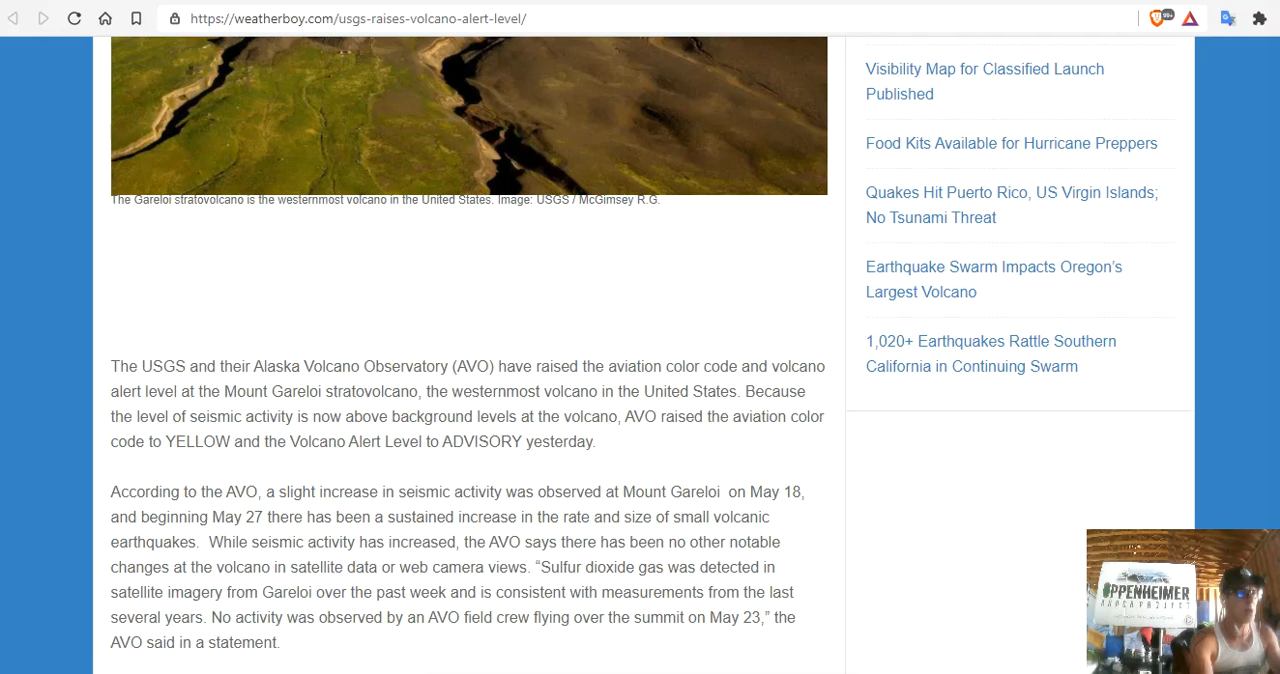 https://weatherboy.com/usgs-raises-volcano-alert-level/
99+
The Gareloi stratovolcano is the westernmost volcano in the United States. Image: USGS / McGimsey R.G.
The USGS and their Alaska Volcano Observatory (AVO) have raised the aviation color code and volcano
alert level at the Mount Gareloi stratovolcano, the westernmost volcano in the United States. Because
the level of seismic activity is now above background levels at the volcano, AVO raised the aviation color
code to YELLOW and the Volcano Alert Level to ADVISORY yesterday.
According to the AVO, a slight increase in seismic activity was observed at Mount Gareloi  on May 18,
and beginning May 27 there has been a sustained increase in the rate and size of small volcanic
earthquakes.  While seismic activity has increased, the AVO says there has been no other notable
changes at the volcano in satellite data or web camera views. “Sulfur dioxide gas was detected in
satellite imagery from Gareloi over the past week and is consistent with measurements from the last
several years. No activity was observed by an AVO field crew flying over the summit on May 23,” the
AVO said in a statement.
Visibility Map for Classified Launch
Published
Food Kits Available for Hurricane Preppers
Quakes Hit Puerto Rico, US Virgin Islands;
No Tsunami Threat
Earthquake Swarm Impacts Oregon’s
Largest Volcano
1,020+ Earthquakes Rattle Southern
California in Continuing Swarm
OPPENHEIMER